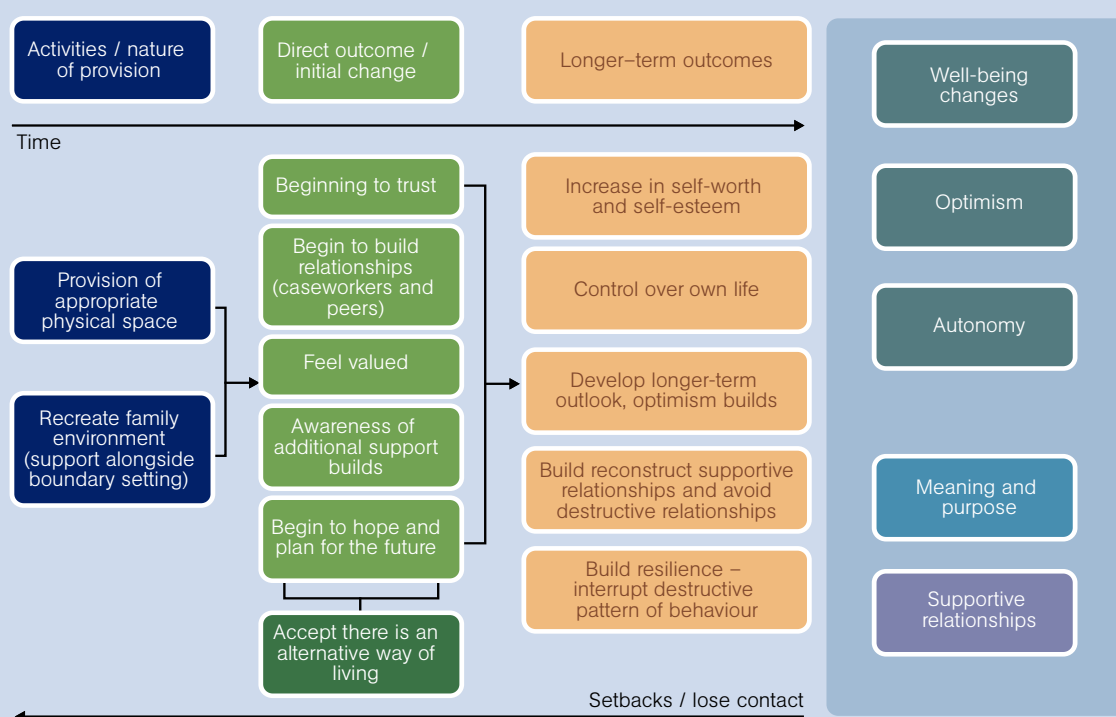 Activities / nature
of provision
Direct outcome /
initial change
Longer–term outcomes
Well-being
changes
Time
Provision of
appropriate
physical space
Recreate family
environment
(support alongside
boundary setting)
Beginning to trust
Begin to build
relationships
(caseworkers and
peers)
Feel valued
Awareness of
additional support
builds
Begin to hope and
plan for the future
Accept there is an
alternative way of
living
Increase in self-worth
and self-esteem
Control over own life
Develop longer-term
outlook, optimism builds
Build reconstruct supportive
relationships and avoid
destructive relationships
Build resilience –
interrupt destructive
pattern of behaviour
Optimism
Autonomy
Meaning and
purpose
Supportive
relationships
Setbacks / lose contact